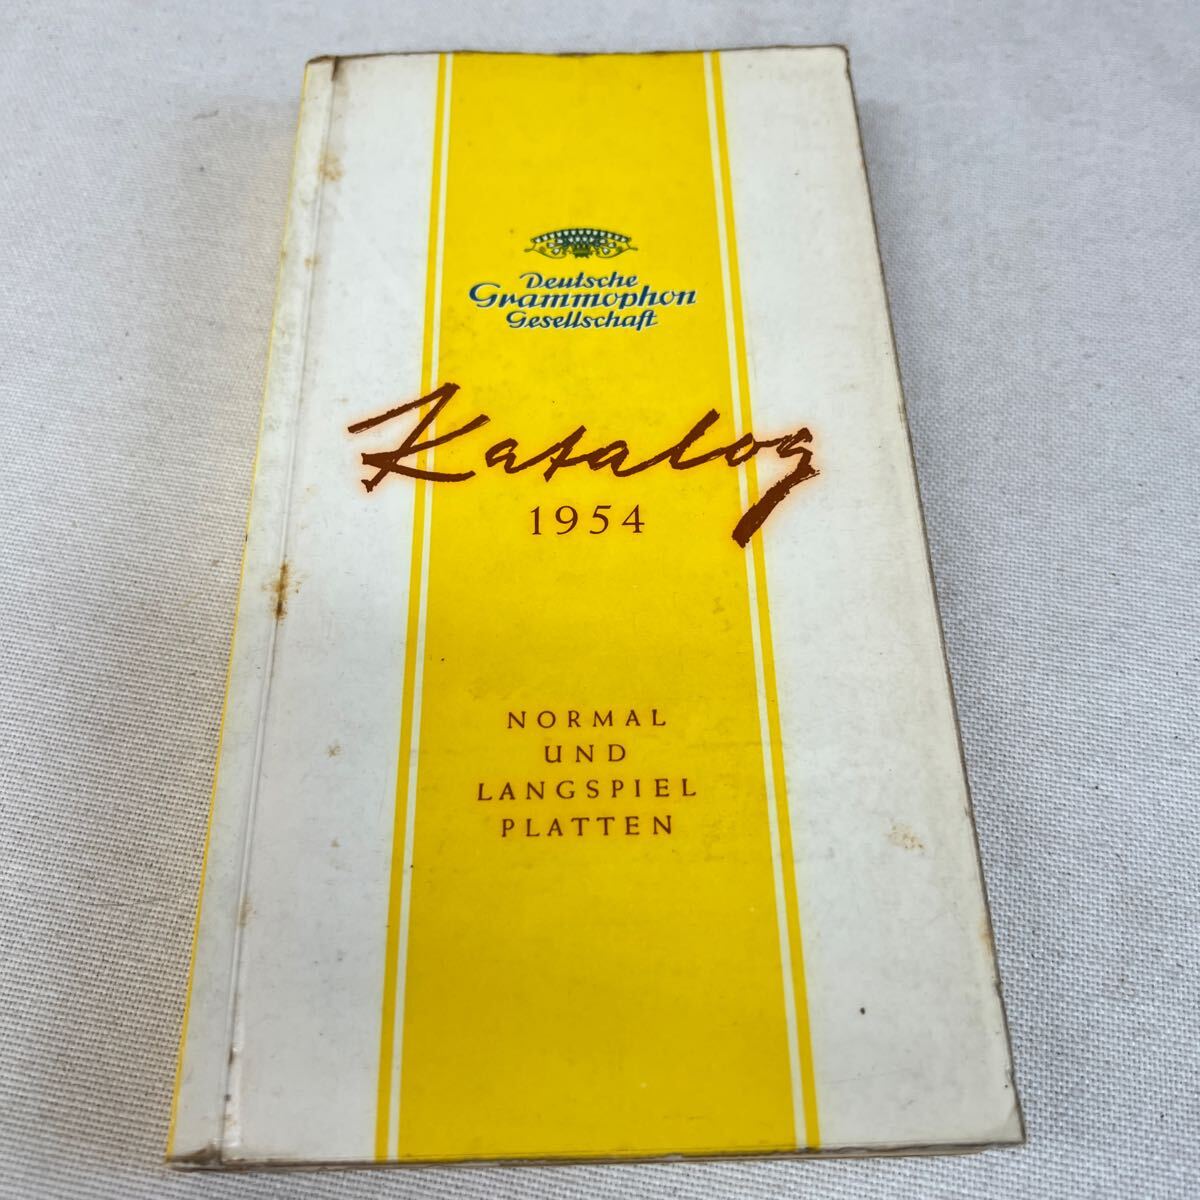 Deutsche
Grammophon
Gesellschaft
Katalog
1954
NORMAL
UND
LANGSPIEL
PLATTEN